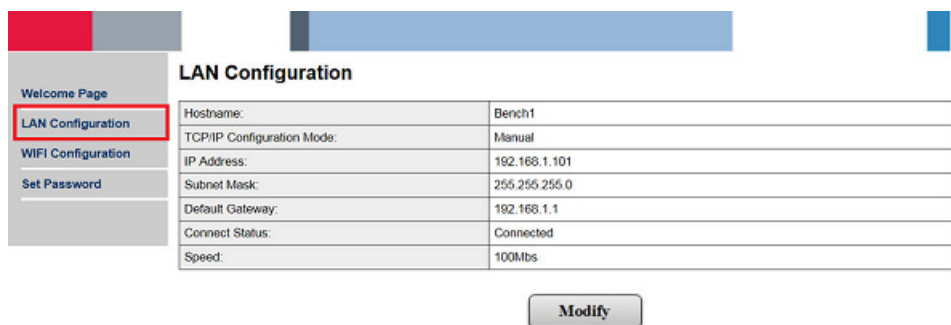 LAN Configuration
Welcome Page
LAN Configuration
WIFI Configuration
Set Password
Hostname: Bench1
TCP/IP Configuration Mode: Manual
IP Address: 192.168.1.101
Subnet Mask: 255.255.255.0
Default Gateway: 192.168.1.1
Connect Status: Connected
Speed: 100Mbs
Modify